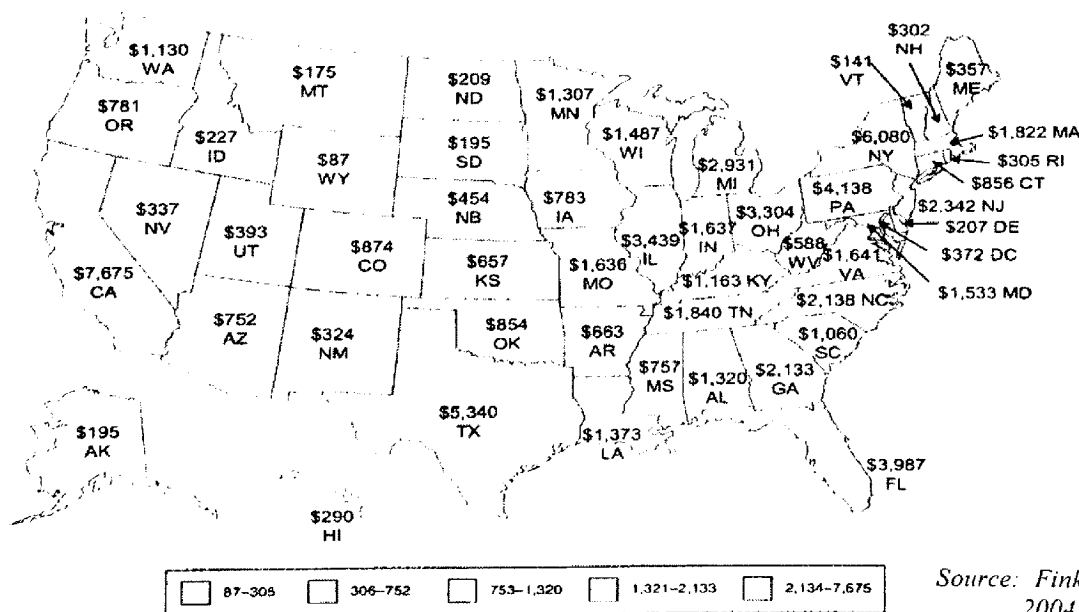 $302
NH
$141
VT
$357
ME
$1,130
WA
$175
MT
$209
ND
$1,307
MN
$781
OR
$227
ID
$87
WY
$195
SD
$1,487
WI
$2,931
MI
$6,080
NY
$1,822 MA
$305 RI
$856 CT
$337
NV
$393
UT
$874
CO
$454
NB
$783
IA
$4,138
PA
$2,342 NJ
$207 DE
$372 DC
$1,533 MD
$3,439
IL
$1,637
IN
$3,304
OH
$588
WV
$1,641
VA
$7,675
CA
$657
KS
$1,636
MO
$1,163 KY
$752
AZ
$324
NM
$854
OK
$663
AR
$1,840 TN
$2,138 NC
$1,060
SC
$757
MS
$1,320
AL
$2,133
GA
$5,340
TX
$1,373
LA
$3,987
FL
$195
AK
$290
HI
87–305
306–752
753–1,320
1,321–2,133
2,134–7,675
Source: Fink
2004